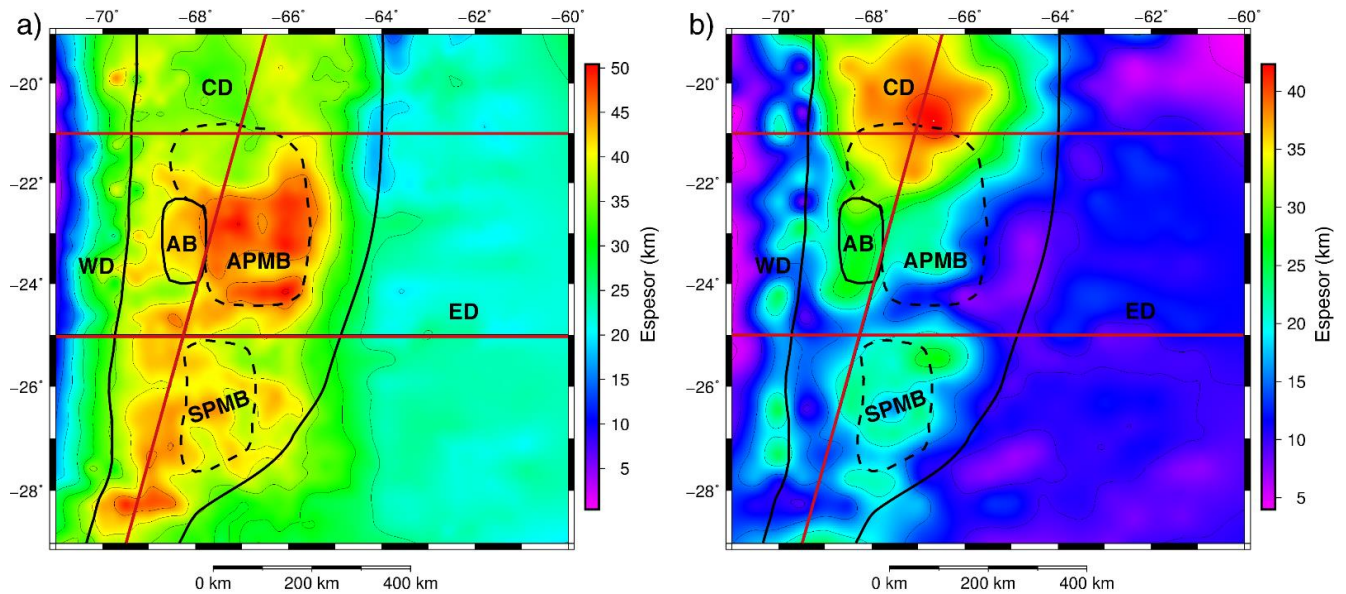 a)
−70° −68° −66° −64° −62° −60°
−20°
−22°
−24°
−26°
−28°
CD
AB
WD
APMB
ED
SPMB
50
45
40
35
30
25
20
15
10
5
Espesor (km)
0 km 200 km 400 km
b)
−70° −68° −66° −64° −62° −60°
−20°
−22°
−24°
−26°
−28°
CD
AB
WD
APMB
ED
SPMB
40
35
30
25
20
15
10
5
Espesor (km)
0 km 200 km 400 km